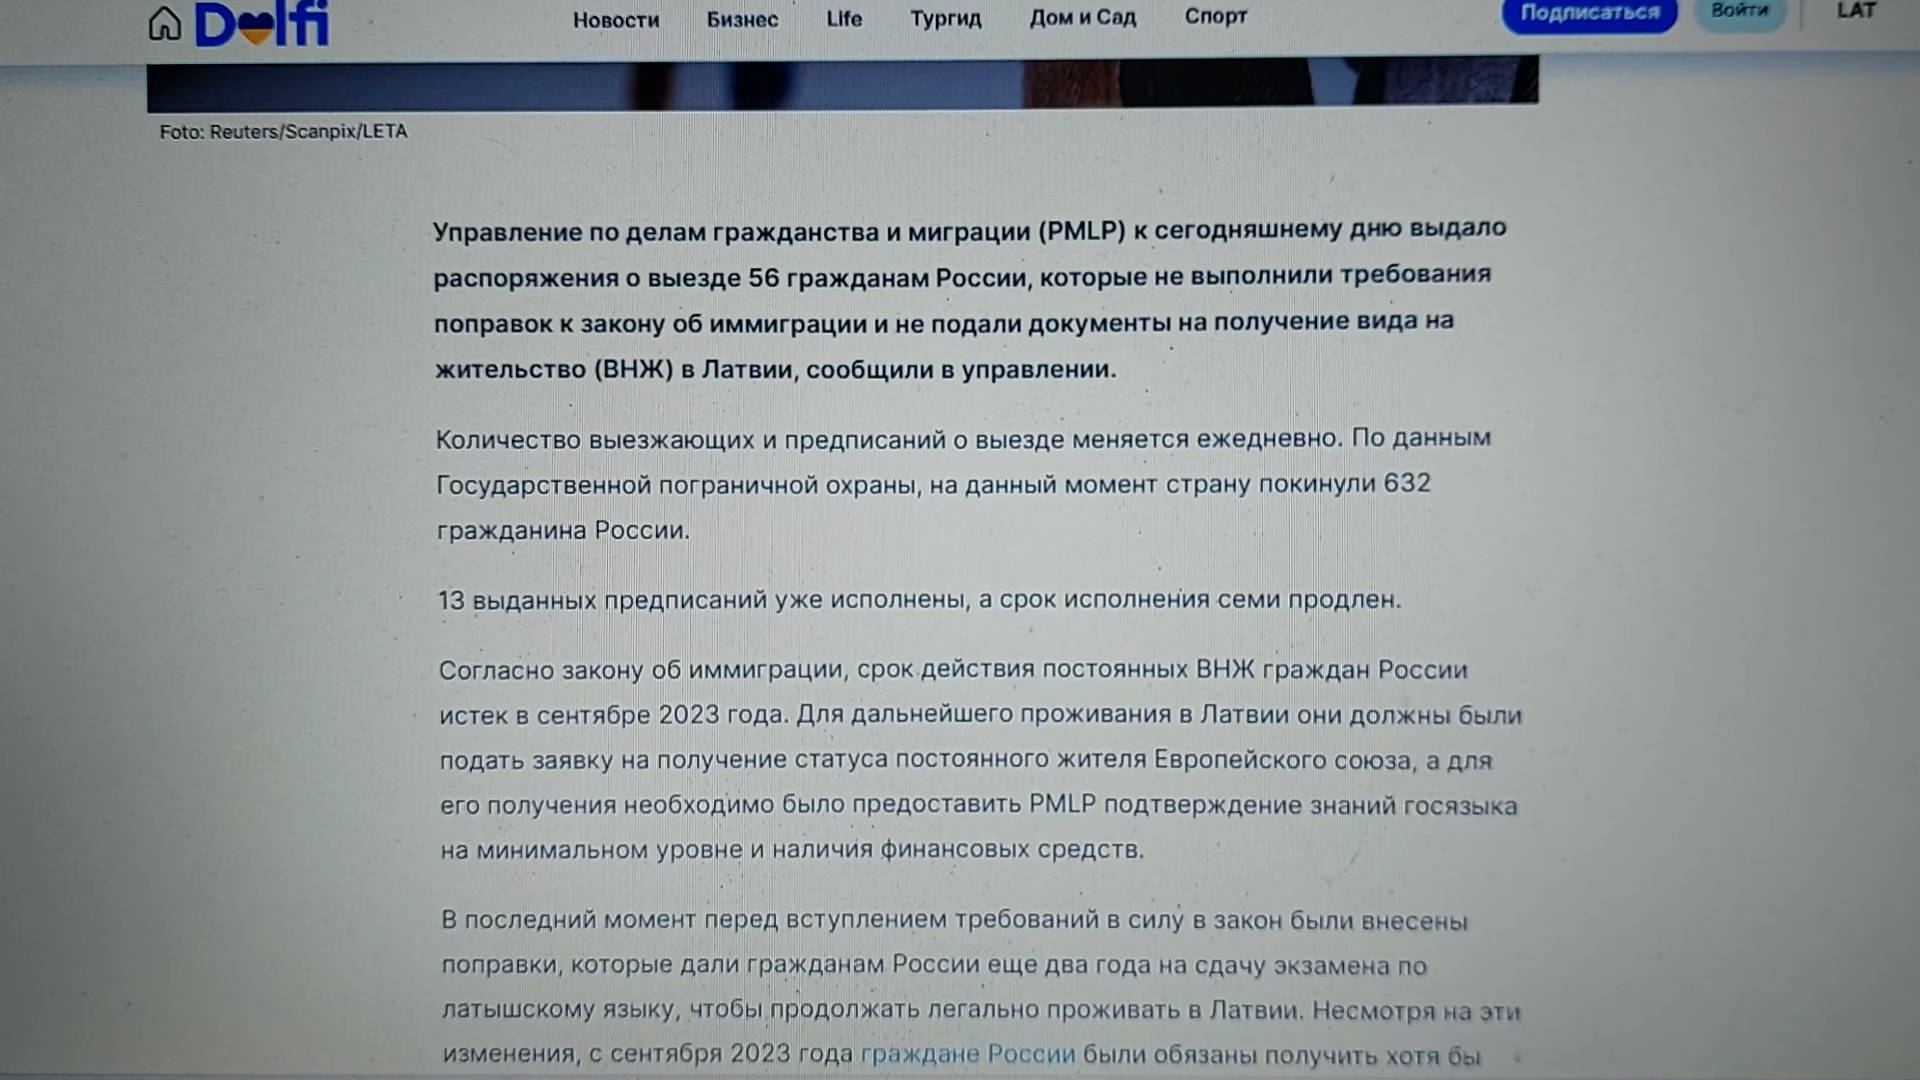 Delfi
Новости Бизнес Life Тургид Дом и Сад Спорт Подписаться Войти LAT
Foto: Reuters/Scanpix/LETA
Управление по делам гражданства и миграции (PMLP) к сегодняшнему дню выдало
распоряжения о выезде 56 гражданам России, которые не выполнили требования
поправок к закону об иммиграции и не подали документы на получение вида на
жительство (ВНЖ) в Латвии, сообщили в управлении.
Количество выезжающих и предписаний о выезде меняется ежедневно. По данным
Государственной пограничной охраны, на данный момент страну покинули 632
гражданина России.
13 выданных предписаний уже исполнены, а срок исполнения семи продлен.
Согласно закону об иммиграции, срок действия постоянных ВНЖ граждан России
истек в сентябре 2023 года. Для дальнейшего проживания в Латвии они должны были
подать заявку на получение статуса постоянного жителя Европейского союза, а для
его получения необходимо было предоставить PMLP подтверждение знаний госязыка
на минимальном уровне и наличия финансовых средств.
В последний момент перед вступлением требований в силу в закон были внесены
поправки, которые дали гражданам России еще два года на сдачу экзамена по
латышскому языку, чтобы продолжать легально проживать в Латвии. Несмотря на эти
изменения, с сентября 2023 года граждане России были обязаны получить хотя бы